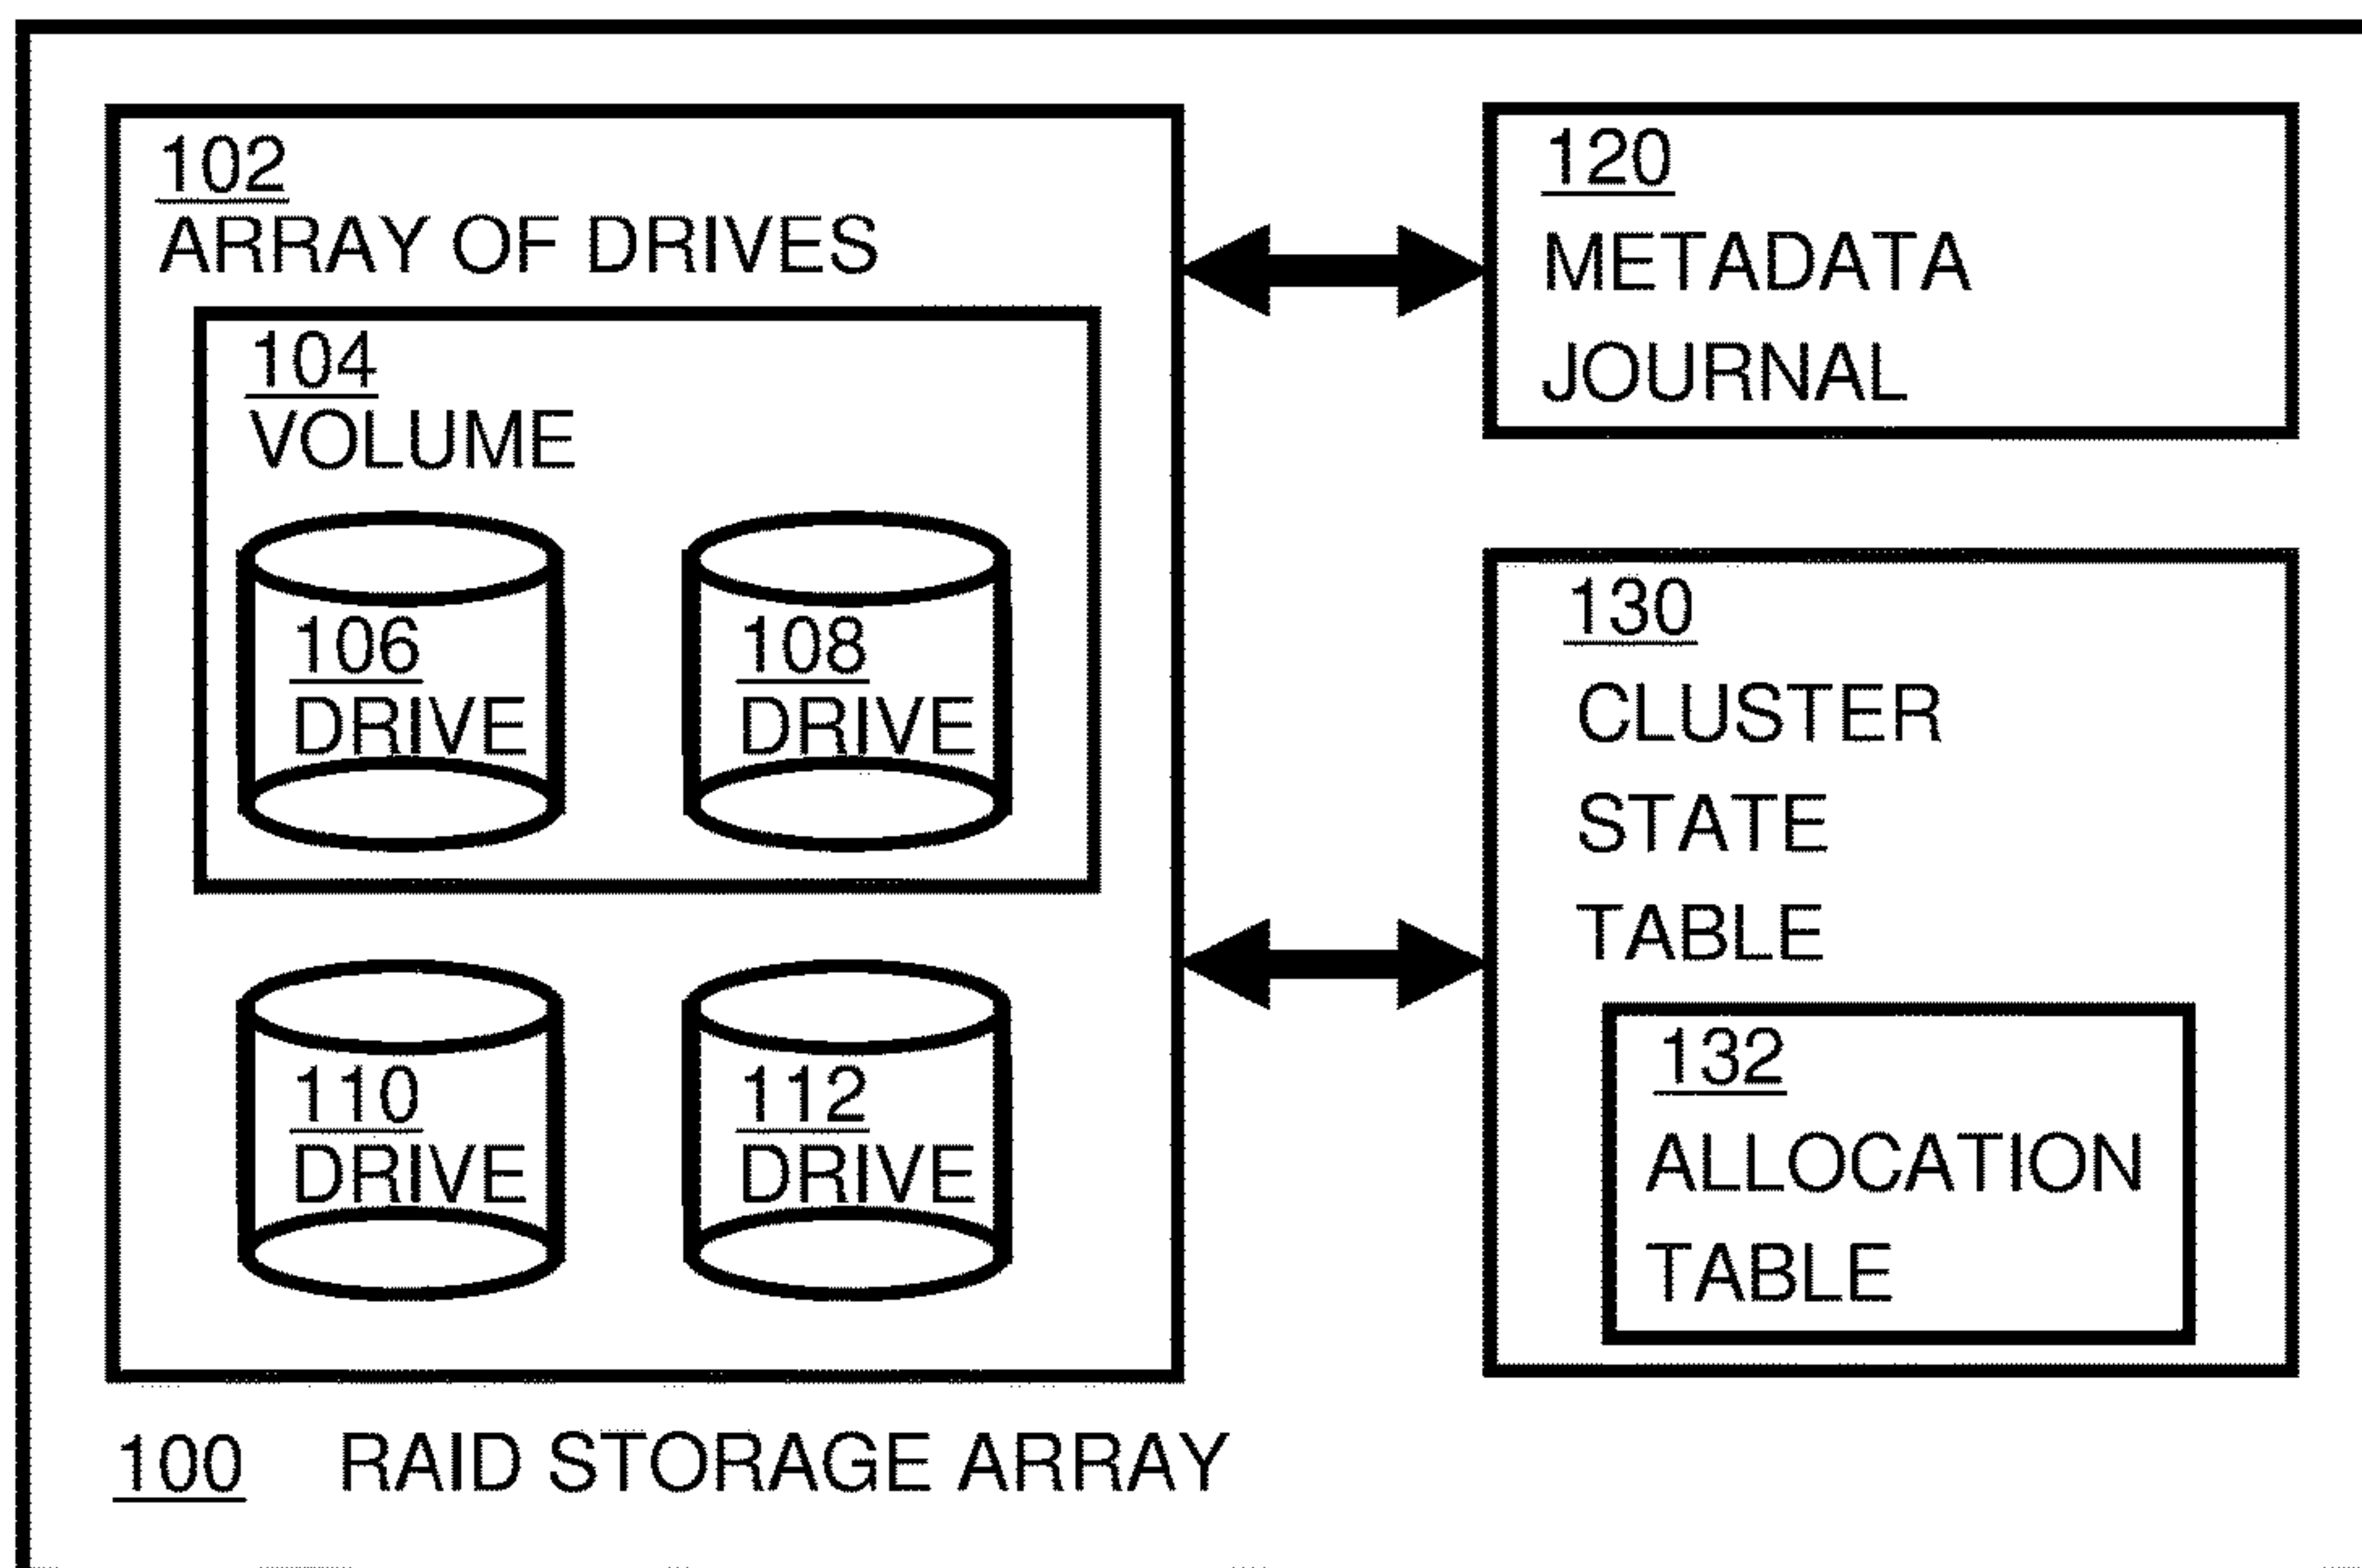 102
ARRAY OF DRIVES
104
VOLUME
106
DRIVE
108
DRIVE
110
DRIVE
112
DRIVE
120
METADATA
JOURNAL
130
CLUSTER
STATE
TABLE
132
ALLOCATION
TABLE
100 RAID STORAGE ARRAY